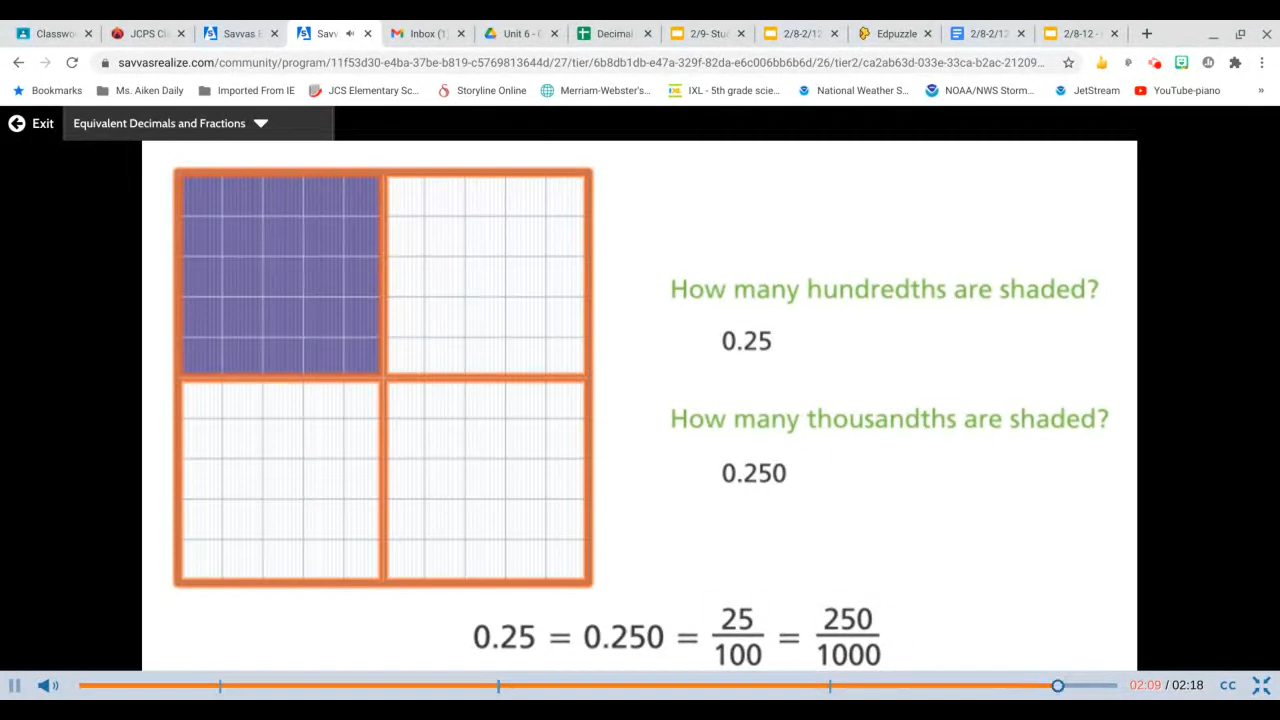 Classwo
JCPS Cl
Savvas E
Savv
Inbox (1
Unit 6 - 
Decimal
2/9- Stu
2/8-2/12
Edpuzzle
2/8-2/12
2/8-12 -
savvasrealize.com/community/program/11f53d30-e4ba-37be-b819-c5769813644d/27/tier/6b8db1db-e47a-329f-82da-e6c006bb6b6d/26/tier2/ca2ab63d-033e-33ca-b2ac-21209...
Bookmarks
Ms. Aiken Daily
Imported From IE
JCS Elementary Sc...
Storyline Online
Merriam-Webster's...
IXL - 5th grade scie...
National Weather S...
NOAA/NWS Storm...
JetStream
YouTube-piano
»
Exit
Equivalent Decimals and Fractions
How many hundredths are shaded?
0.25
How many thousandths are shaded?
0.250
0.25 = 0.250 = 25/100 = 250/1000
02:09 / 02:18
CC